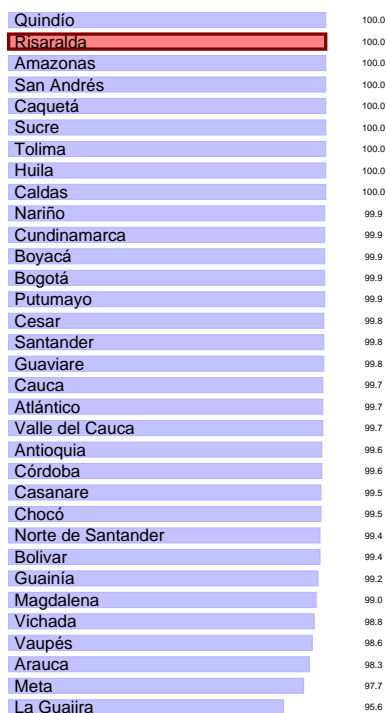 Quindío 100.0
Risaralda 100.0
Amazonas 100.0
San Andrés 100.0
Caquetá 100.0
Sucre 100.0
Tolima 100.0
Huila 100.0
Caldas 100.0
Nariño 99.9
Cundinamarca 99.9
Boyacá 99.9
Bogotá 99.9
Putumayo 99.9
Cesar 99.8
Santander 99.8
Guaviare 99.8
Cauca 99.7
Atlántico 99.7
Valle del Cauca 99.7
Antioquia 99.6
Córdoba 99.6
Casanare 99.5
Chocó 99.5
Norte de Santander 99.4
Bolivar 99.4
Guainía 99.2
Magdalena 99.0
Vichada 98.8
Vaupés 98.6
Arauca 98.3
Meta 97.7
La Guajira 95.6